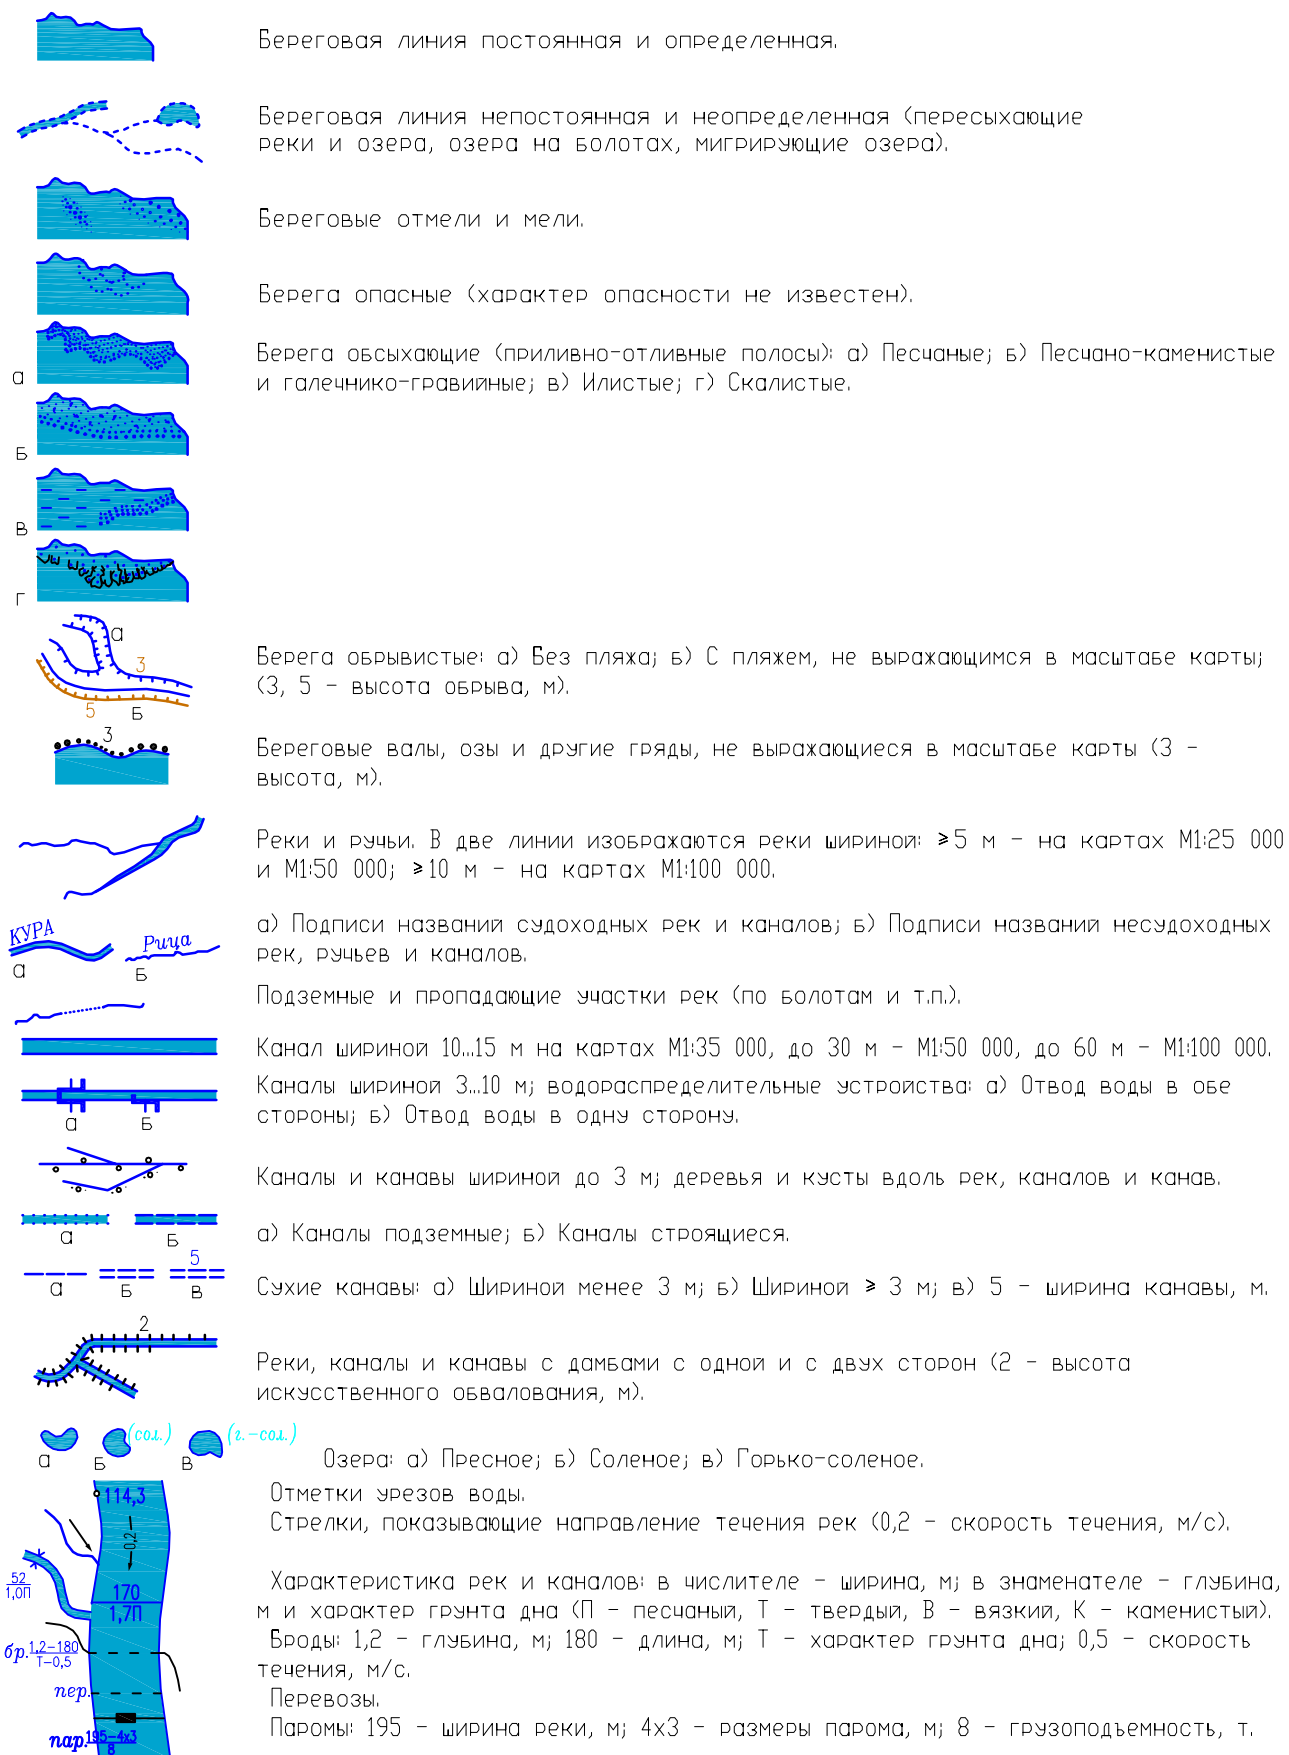 Береговая линия постоянная и определенная.
Береговая линия непостоянная и неопределенная (пересыхающие
реки и озера, озера на болотах, мигрирующие озера).
Береговые отмели и мели.
Берега опасные (характер опасности не известен).
Берега обсыхающие (приливно-отливные полосы): а) Песчаные; б) Песчано-каменистые
и галечнико-гравийные; в) Илистые; г) Скалистые.
а
б
в
г
а
3
5
б
Берега обрывистые: а) Без пляжа; б) С пляжем, не выражающимся в масштабе карты;
(3, 5 - высота обрыва, м).
3
Береговые валы, озы и другие гряды, не выражающиеся в масштабе карты (3 -
высота, м).
Реки и ручьи. В две линии изображаются реки шириной: ⩾5 м - на картах М1:25 000
и М1:50 000; ⩾10 м - на картах М1:100 000.
КУРА
Рица
а
б
а) Подписи названий судоходных рек и каналов; б) Подписи названий несудоходных
рек, ручьев и каналов.
Подземные и пропадающие участки рек (по болотам и т.п.).
Канал шириной 10...15 м на картах М1:35 000, до 30 м - М1:50 000, до 60 м - М1:100 000.
Каналы шириной 3...10 м; водораспределительные устройства: а) Отвод воды в обе
стороны; б) Отвод воды в одну сторону.
а
б
Каналы и канавы шириной до 3 м; деревья и кусты вдоль рек, каналов и канав.
а
б
а) Каналы подземные; б) Каналы строящиеся.
5
а
б
в
Сухие канавы: а) Шириной менее 3 м; б) Шириной ⩾ 3 м; в) 5 - ширина канавы, м.
2
Реки, каналы и канавы с дамбами с одной и с двух сторон (2 - высота
искусственного обвалования, м).
(сол.)
(г.-сол.)
а
б
в
Озера: а) Пресное; б) Соленое; в) Горько-соленое.
114,3
Отметки урезов воды.
0,2
Стрелки, показывающие направление течения рек (0,2 - скорость течения, м/с).
52
1,0П
170
1,7П
Характеристика рек и каналов: в числителе - ширина, м; в знаменателе - глубина,
м и характер грунта дна (П - песчаный, Т - твердый, В - вязкий, К - каменистый).
бр. 1,2-180
Т-0,5
Броды: 1,2 - глубина, м; 180 - длина, м; Т - характер грунта дна; 0,5 - скорость
течения, м/с.
пер.
Перевозы.
пар. 195-4х3
8
Паромы: 195 - ширина реки, м; 4х3 - размеры парома, м; 8 - грузоподъемность, т.